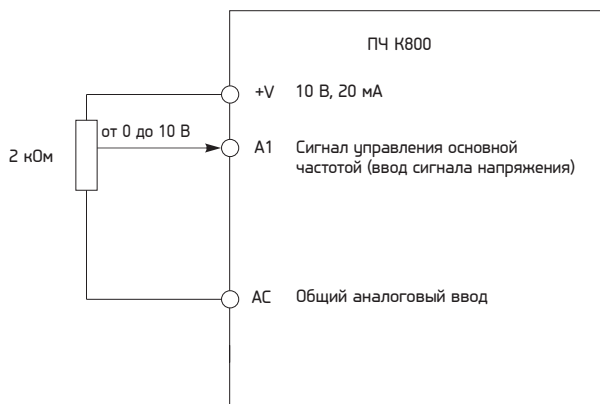 ПЧ К800
+V 10 В, 20 мА
от 0 до 10 В
2 кОм
A1 Сигнал управления основной
частотой (ввод сигнала напряжения)
AC Общий аналоговый ввод